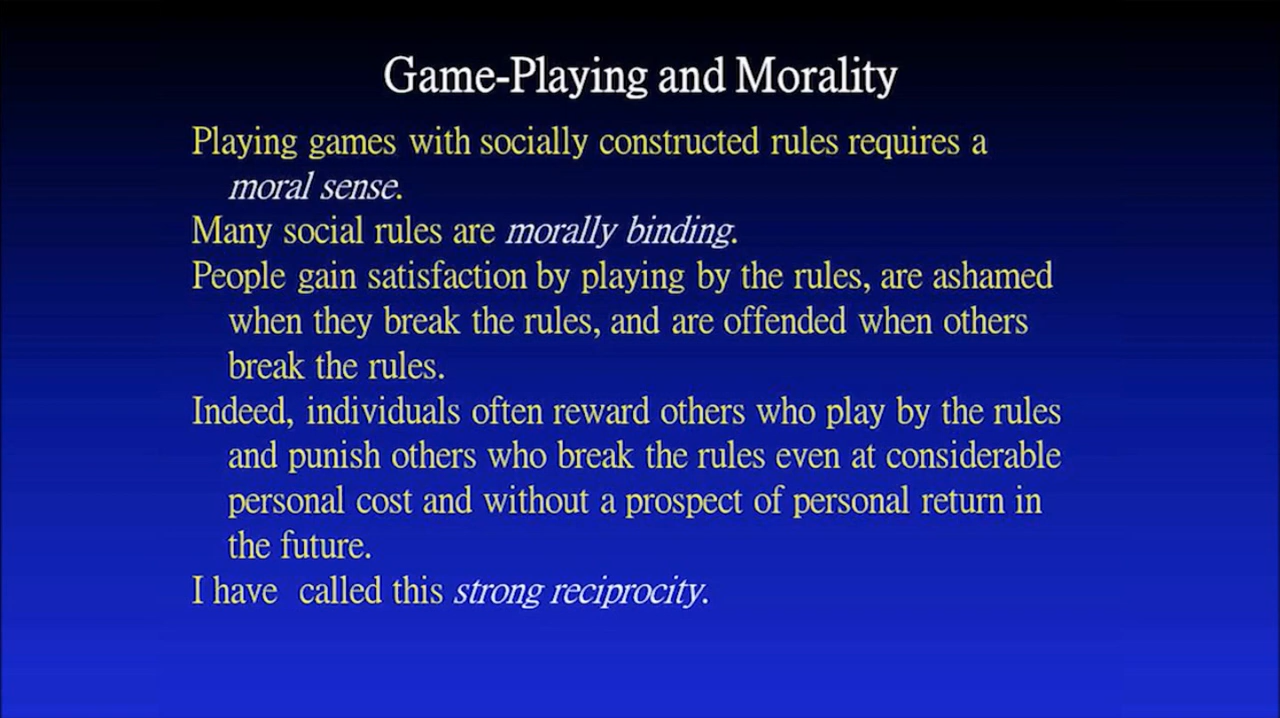 Game-Playing and Morality
Playing games with socially constructed rules requires a
moral sense.
Many social rules are morally binding.
People gain satisfaction by playing by the rules, are ashamed
when they break the rules, and are offended when others
break the rules.
Indeed, individuals often reward others who play by the rules
and punish others who break the rules even at considerable
personal cost and without a prospect of personal return in
the future.
I have  called this strong reciprocity.